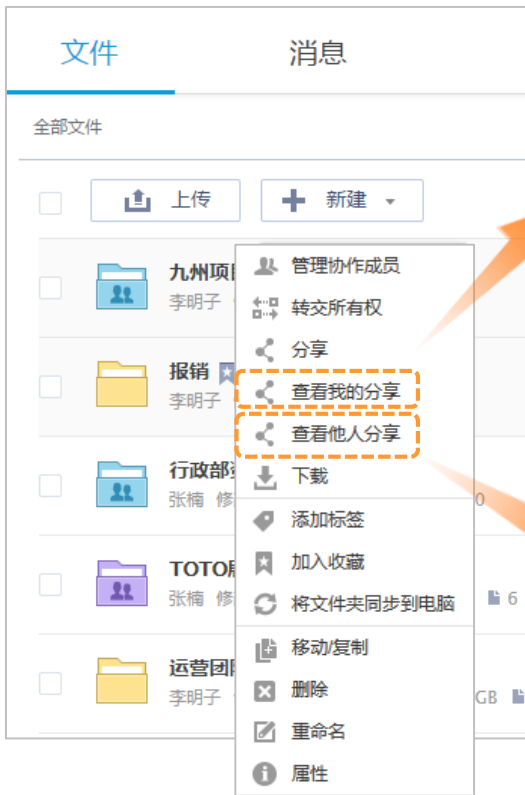 文件 消息
全部文件
上传 新建
九州项
李明子
报销
李明子
行政部
张楠 修
0
TOTO
张楠 修
6
运营团
李明子
GB
管理协作成员
转交所有权
分享
查看我的分享
查看他人分享
下载
添加标签
加入收藏
将文件夹同步到电脑
移动/复制
删除
重命名
属性